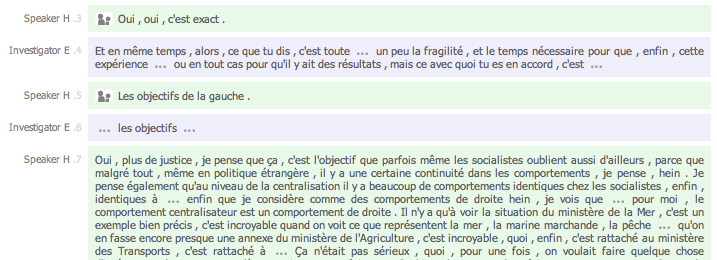 Speaker H .3 Oui , oui , c'est exact .
Investigator E .4 Et en même temps , alors , ce que tu dis , c'est toute ... un peu la fragilité , et le temps nécessaire pour que , enfin , cette
expérience ... ou en tout cas pour qu'il y ait des résultats , mais ce avec quoi tu es en accord , c'est ...
Speaker H .5 Les objectifs de la gauche .
Investigator E .6 ... les objectifs ...
Speaker H .7 Oui , plus de justice , je pense que ça , c'est l'objectif que parfois même les socialistes oublient aussi d'ailleurs , parce que
malgré tout , même en politique étrangère , il y a une certaine continuité dans les comportements , je pense , hein . Je
pense également qu'au niveau de la centralisation il y a beaucoup de comportements identiques chez les socialistes , enfin ,
identiques à ... enfin que je considère comme des comportements de droite hein , je vois que ... pour moi , le
comportement centralisateur est un comportement de droite . Il n'y a qu'à voir la situation du ministère de la Mer , c'est un
exemple bien précis , c'est incroyable quand on voit ce que représentent la mer , la marine marchande , la pêche ... qu'on
en fasse encore presque une annexe du ministère de l'Agriculture , c'est incroyable , quoi , enfin , c'est rattaché au ministère
des Transports , c'est rattaché à ... Ça n'était pas sérieux , quoi , pour une fois , on voulait faire quelque chose